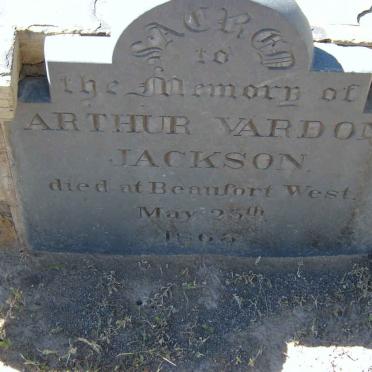 SACRED
to
the Memory of
ARTHUR VARDON
JACKSON.
died at Beaufort West.
May 25th